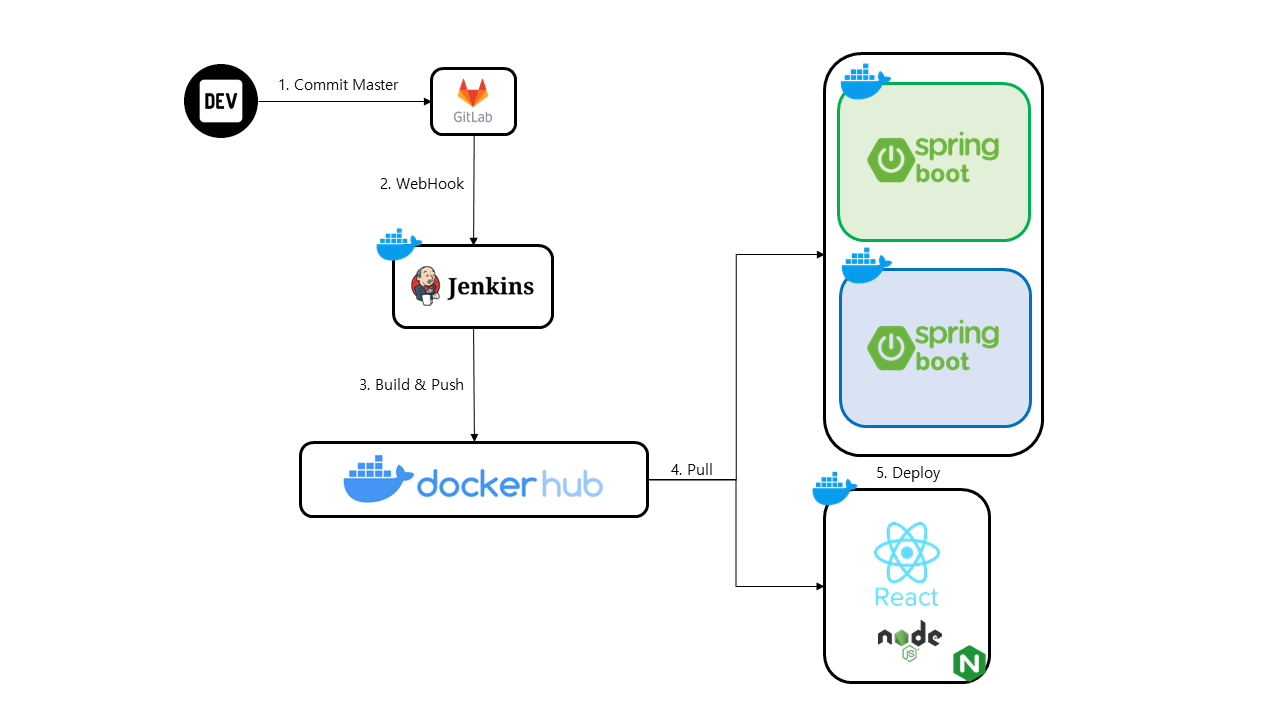 DEV
1. Commit Master
GitLab
2. WebHook
Jenkins
3. Build & Push
docker hub
4. Pull
spring
boot
spring
boot
5. Deploy
React
node
JS
N